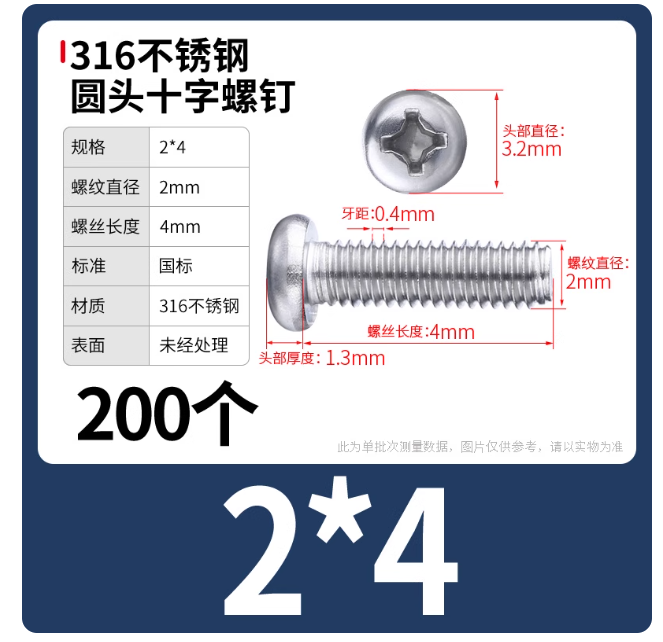 316不锈钢
圆头十字螺钉
规格 2*4
螺纹直径 2mm
螺丝长度 4mm
标准 国标
材质 316不锈钢
表面 未经处理
头部直径:
3.2mm
牙距:0.4mm
螺纹直径:
2mm
螺丝长度:4mm
头部厚度:1.3mm
200个
此为单批次测量数据，图片仅供参考，请以实物为准
2*4